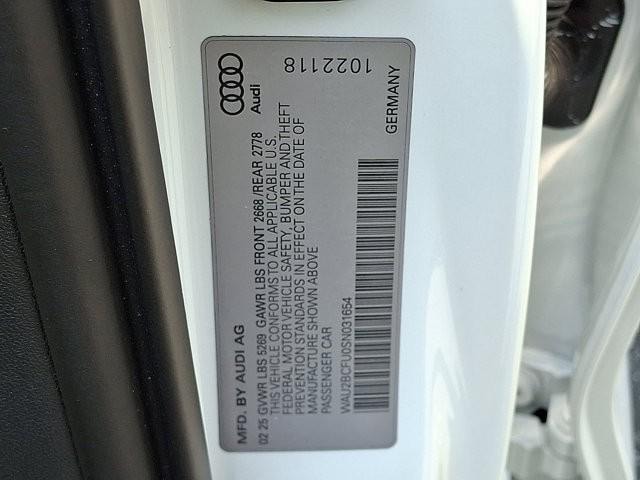 MFD. BY AUDI AG
02 25 GVWR LBS 5269 GAWR LBS FRONT 2668/REAR 2778
THIS VEHICLE CONFORMS TO ALL APPLICABLE U.S.
FEDERAL MOTOR VEHICLE SAFETY, BUMPER AND THEFT
PREVENTION STANDARDS IN EFFECT ON THE DATE OF
MANUFACTURE SHOWN ABOVE
PASSENGER CAR
WAU2BCFU0SN031654
Audi
GERMANY
1022118